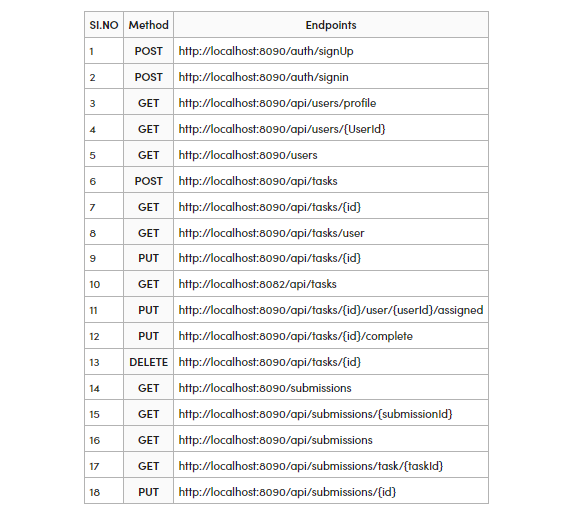 SI.NO Method Endpoints
1 POST http://localhost:8090/auth/signUp
2 POST http://localhost:8090/auth/signin
3 GET http://localhost:8090/api/users/profile
4 GET http://localhost:8090/api/users/{UserId}
5 GET http://localhost:8090/users
6 POST http://localhost:8090/api/tasks
7 GET http://localhost:8090/api/tasks/{id}
8 GET http://localhost:8090/api/tasks/user
9 PUT http://localhost:8090/api/tasks/{id}
10 GET http://localhost:8082/api/tasks
11 PUT http://localhost:8090/api/tasks/{id}/user/{userId}/assigned
12 PUT http://localhost:8090/api/tasks/{id}/complete
13 DELETE http://localhost:8090/api/tasks/{id}
14 GET http://localhost:8090/submissions
15 GET http://localhost:8090/api/submissions/{submissionId}
16 GET http://localhost:8090/api/submissions
17 GET http://localhost:8090/api/submissions/task/{taskId}
18 PUT http://localhost:8090/api/submissions/{id}